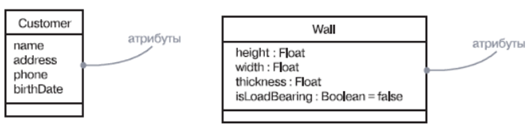 Customer
name
address
phone
birthDate
атрибуты
Wall
height : Float
width : Float
thickness : Float
isLoadBearing : Boolean = false
атрибуты